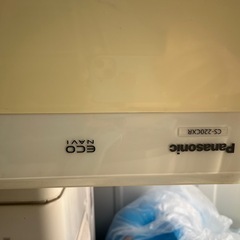 Panasonic
CS-220CXR
ECO
NAVI